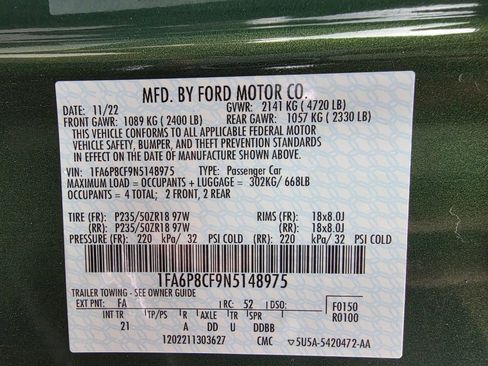 MFD. BY FORD MOTOR CO.
DATE: 11/22 GVWR: 2141 KG ( 4720 LB)
FRONT GAWR: 1089 KG ( 2400 LB) REAR GAWR: 1057 KG ( 2330 LB)
THIS VEHICLE CONFORMS TO ALL APPLICABLE FEDERAL MOTOR
VEHICLE SAFETY, BUMPER, AND THEFT PREVENTION STANDARDS
IN EFFECT ON THE DATE OF MANUFACTURE SHOWN ABOVE.
VIN: 1FA6P8CF9N5148975 TYPE: Passenger Car
MAXIMUM LOAD = OCCUPANTS + LUGGAGE = 302KG/668LB
OCCUPANTS = 4 TOTAL; 2 FRONT, 2 REAR
TIRE (FR): P235/50ZR18 97W RIMS (FR): 18x8.0J
(RR): P235/50ZR18 97W (RR): 18x8.0J
PRESSURE (FR): 220 kPa/ 32 PSI COLD (RR): 220 kPa/ 32 PSI COLD
1FA6P8CF9N5148975
TRAILER TOWING - SEE OWNER GUIDE
EXT PNT: FA RC: 52 DSO: F0150
INT TR TP/PS R AXLE TR SPR R0100
21 A DD U DDBB
1202211303627 CMC ▽5U5A-5420472-AA